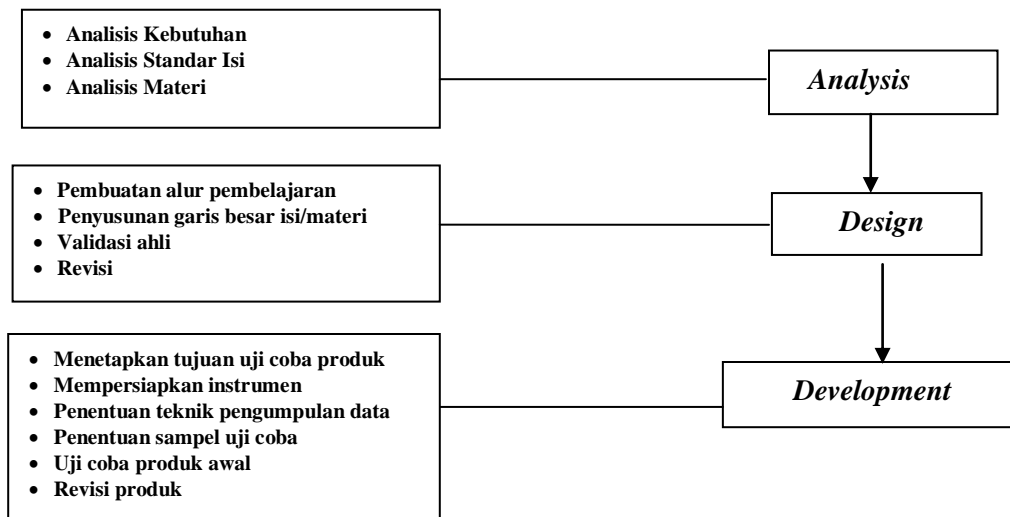 • Analisis Kebutuhan
• Analisis Standar Isi
• Analisis Materi
Analysis
• Pembuatan alur pembelajaran
• Penyusunan garis besar isi/materi
• Validasi ahli
• Revisi
Design
• Menetapkan tujuan uji coba produk
• Mempersiapkan instrumen
• Penentuan teknik pengumpulan data
• Penentuan sampel uji coba
• Uji coba produk awal
• Revisi produk
Development